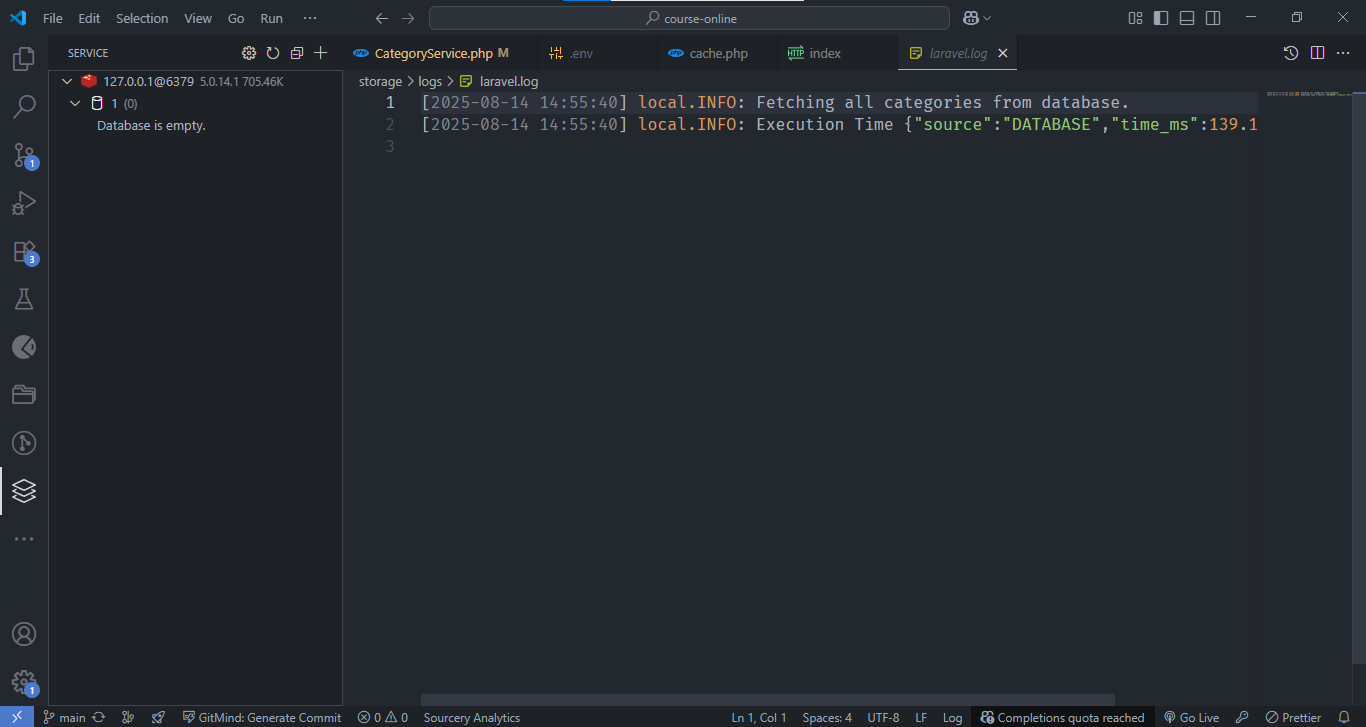 File Edit Selection View Go Run ··· course-online
SERVICE
CategoryService.php M .env cache.php index laravel.log
127.0.0.1@6379 5.0.14.1 705.46K
1 (0)
Database is empty.
storage > logs > laravel.log
1 [2025-08-14 14:55:40] local.INFO: Fetching all categories from database.
2 [2025-08-14 14:55:40] local.INFO: Execution Time {"source":"DATABASE","time_ms":139.1
3
1
3
1
main GitMind: Generate Commit 0 0 Sourcery Analytics Ln 1, Col 1 Spaces: 4 UTF-8 LF Log Completions quota reached Go Live Prettier